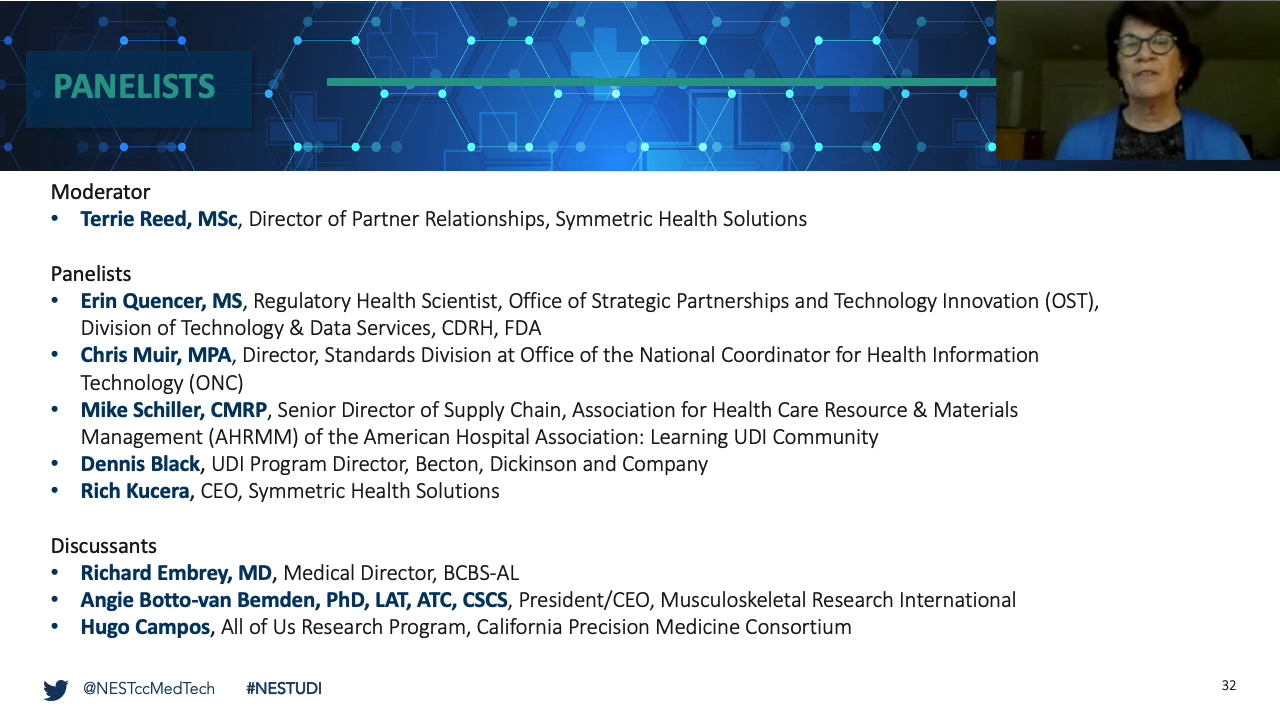 PANELISTS
Moderator
• Terrie Reed, MSc, Director of Partner Relationships, Symmetric Health Solutions
Panelists
• Erin Quencer, MS, Regulatory Health Scientist, Office of Strategic Partnerships and Technology Innovation (OST),
Division of Technology & Data Services, CDRH, FDA
• Chris Muir, MPA, Director, Standards Division at Office of the National Coordinator for Health Information
Technology (ONC)
• Mike Schiller, CMRP, Senior Director of Supply Chain, Association for Health Care Resource & Materials
Management (AHRMM) of the American Hospital Association: Learning UDI Community
• Dennis Black, UDI Program Director, Becton, Dickinson and Company
• Rich Kucera, CEO, Symmetric Health Solutions
Discussants
• Richard Embrey, MD, Medical Director, BCBS-AL
• Angie Botto-van Bemden, PhD, LAT, ATC, CSCS, President/CEO, Musculoskeletal Research International
• Hugo Campos, All of Us Research Program, California Precision Medicine Consortium
@NESTccMedTech #NESTUDI
32